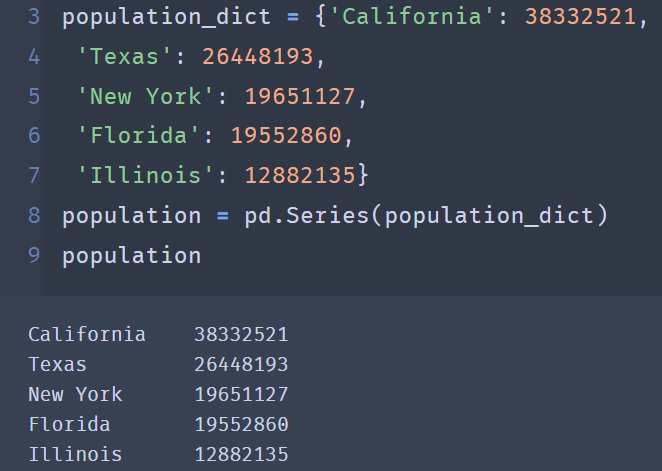 3 population_dict = {'California': 38332521,
4  'Texas': 26448193,
5  'New York': 19651127,
6  'Florida': 19552860,
7  'Illinois': 12882135}
8 population = pd.Series(population_dict)
9 population
California    38332521
Texas         26448193
New York      19651127
Florida       19552860
Illinois      12882135